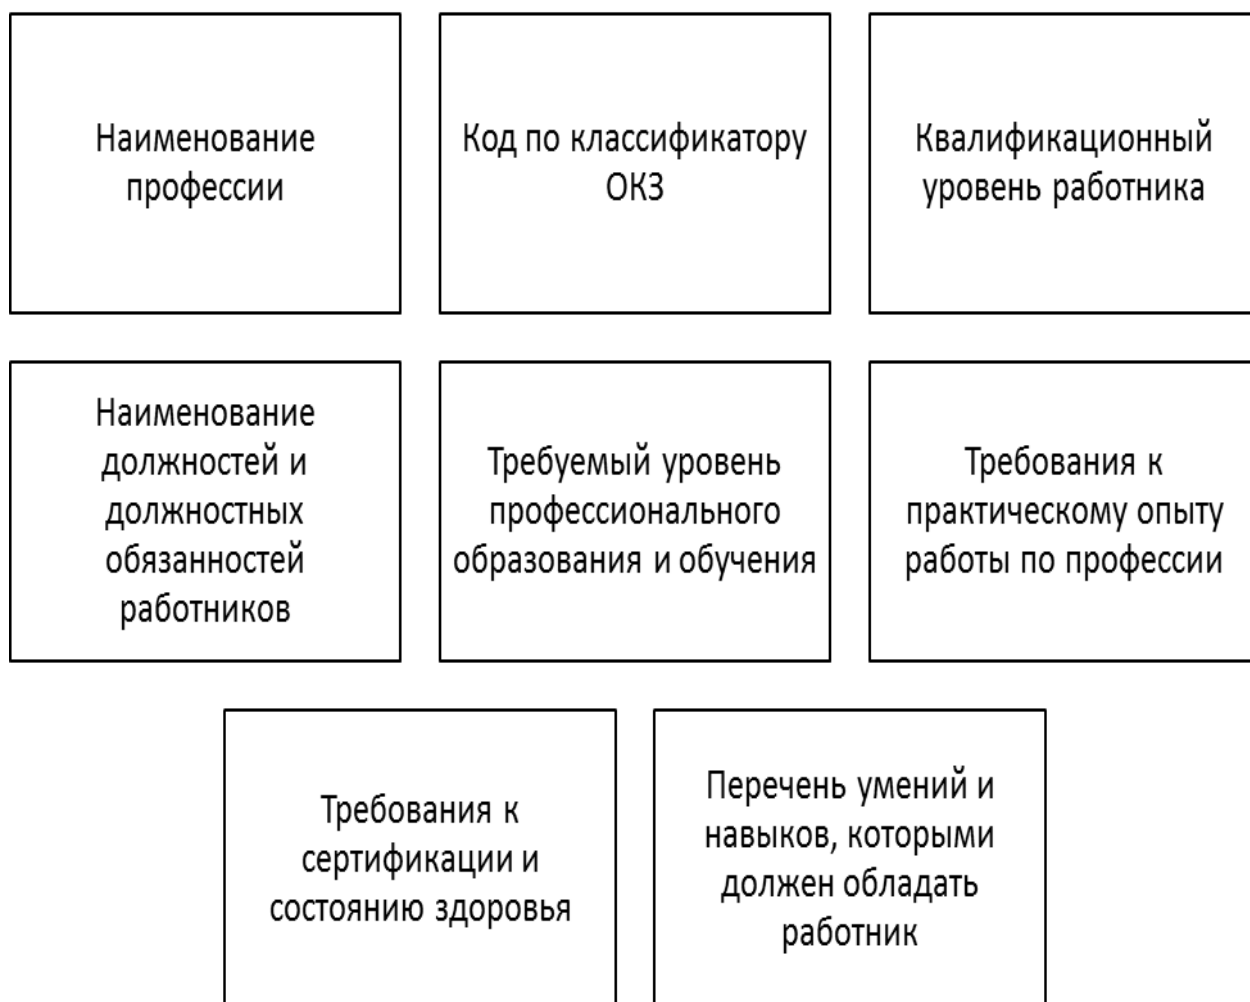 Наименование
профессии
Код по классификатору
ОКЗ
Квалификационный
уровень работника
Наименование
должностей и
должностных
обязанностей
работников
Требуемый уровень
профессионального
образования и обучения
Требования к
практическому опыту
работы по профессии
Требования к
сертификации и
состоянию здоровья
Перечень умений и
навыков, которыми
должен обладать
работник